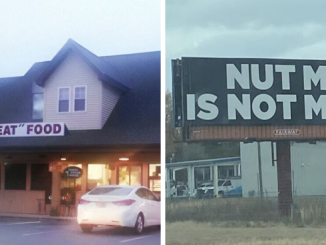 EAT" FOOD
NUT M
IS NOT M